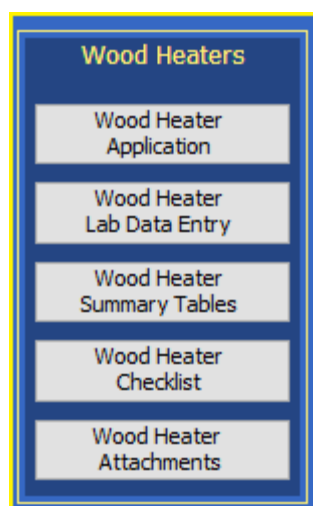 Wood Heaters
Wood Heater
Application
Wood Heater
Lab Data Entry
Wood Heater
Summary Tables
Wood Heater
Checklist
Wood Heater
Attachments